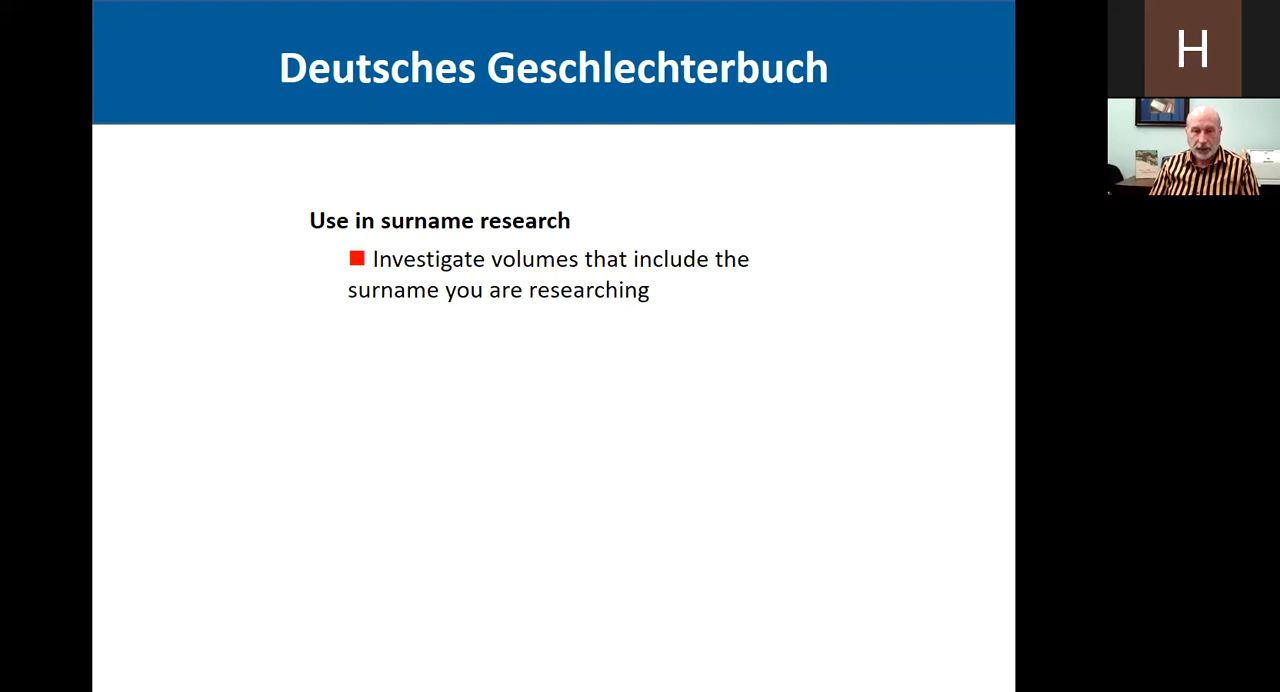 Deutsches Geschlechterbuch
H
Use in surname research
Investigate volumes that include the
surname you are researching